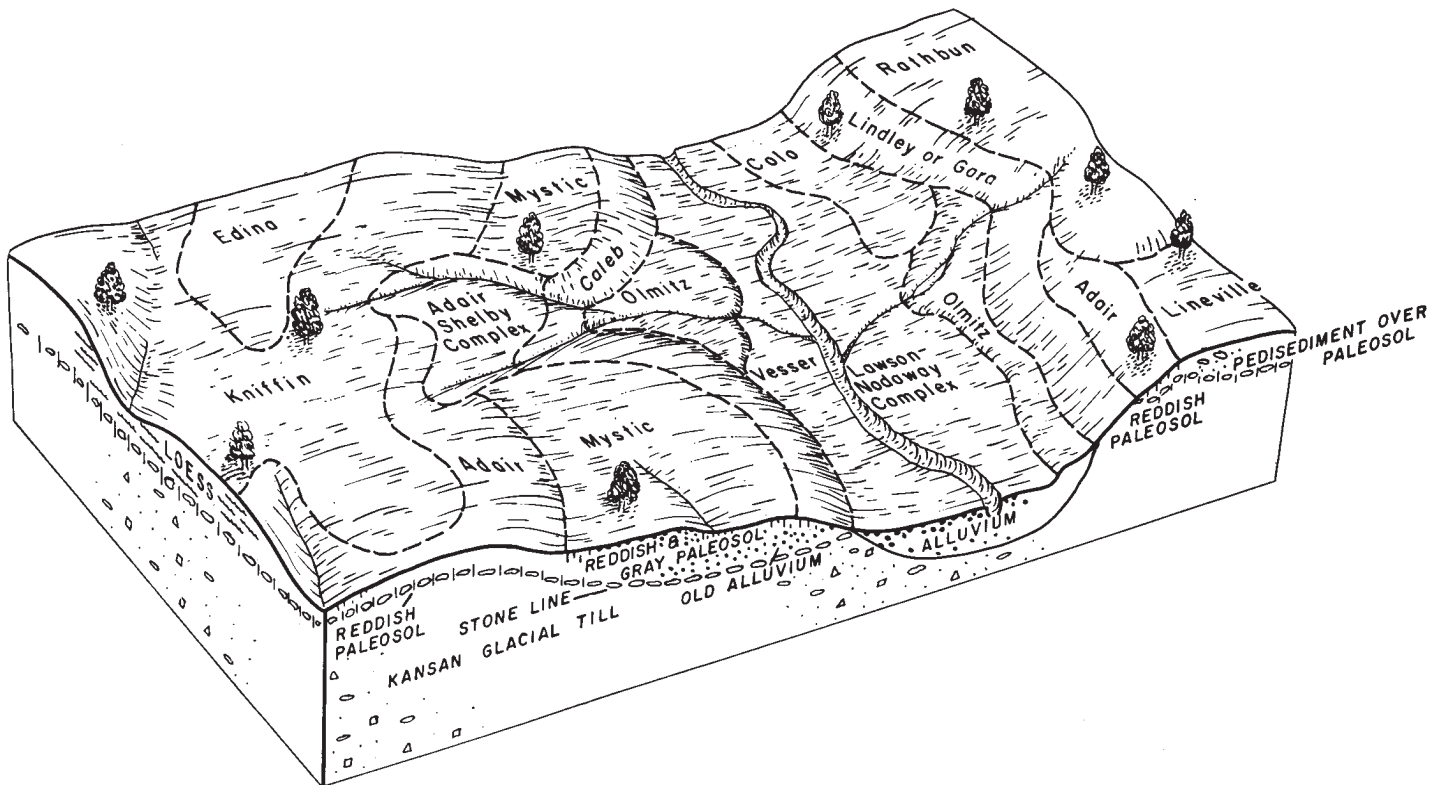 Rathbun
Lindley or Gara
Colo
Mystic
Edina
Caleb
Olmitz
Adair
Shelby
Complex
Olmitz
Adair
Lineville
PEDISEDIMENT OVER
PALEOSOL
Kniffin
Vesser
Lawson-
Nodaway
Complex
REDDISH
PALEOSOL
Mystic
Adair
LOESS
ALLUVIUM
REDDISH &
GRAY PALEOSOL
OLD ALLUVIUM
STONE LINE
REDDISH
PALEOSOL
KANSAN GLACIAL TILL